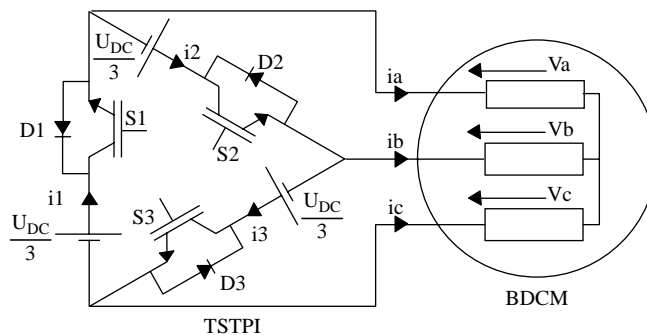 U_DC
3
i2
D2
ia
Va
D1
S1
S2
ib
Vb
i1
S3
U_DC
3
ic
Vc
U_DC
3
i3
D3
TSTPI
BDCM